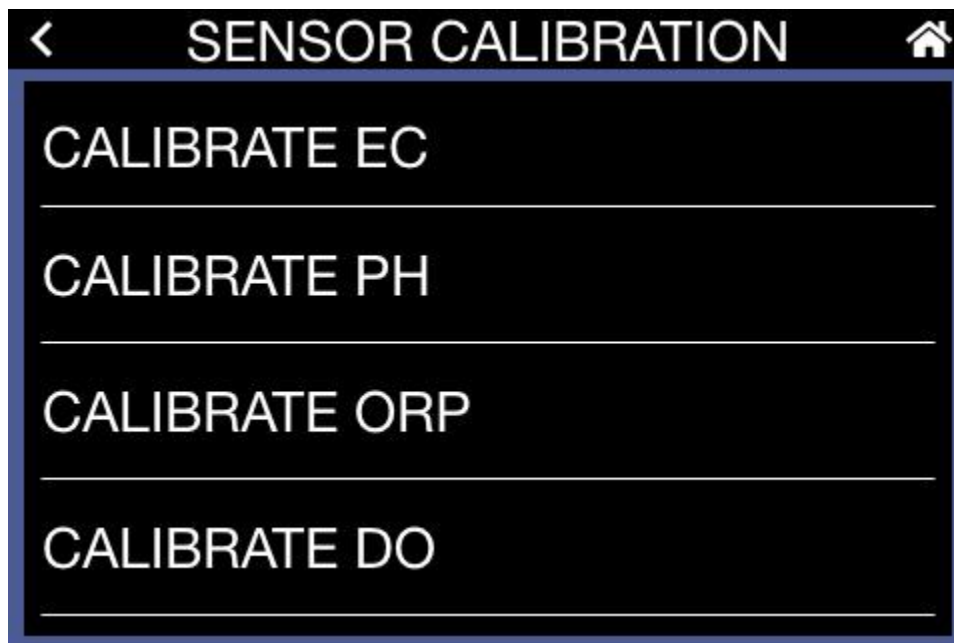 SENSOR CALIBRATION
CALIBRATE EC
CALIBRATE PH
CALIBRATE ORP
CALIBRATE DO